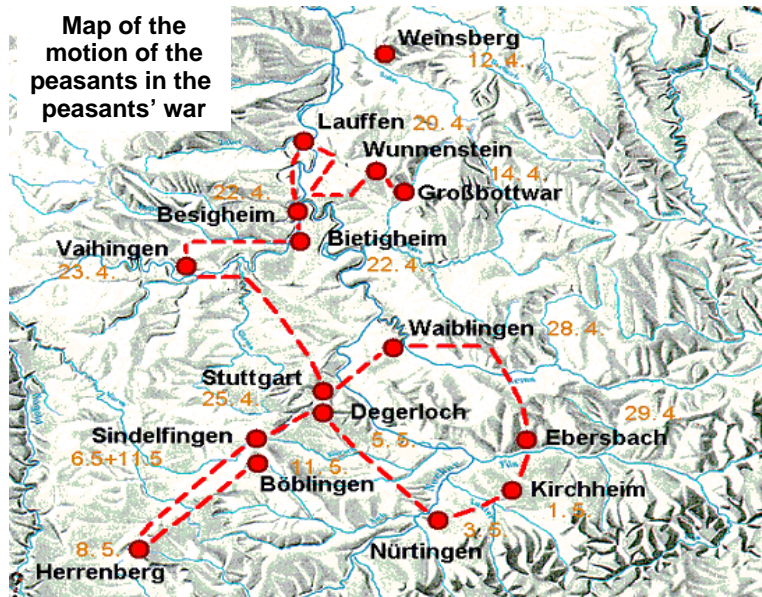 Map of the
motion of the
peasants in the
peasants' war
Weinsberg
12. 4.
Lauffen 20. 4.
Wunnenstein
14. 4.
Großbottwar
22. 4.
Besigheim
Bietigheim
22. 4.
Vaihingen
23. 4.
Waiblingen 28. 4.
Stuttgart
25. 4.
Degerloch
5. 5.
29. 4.
Ebersbach
Sindelfingen
6.5+11.5
11. 5.
Böblingen
Kirchheim
1. 5.
3. 5.
Nürtingen
8. 5.
Herrenberg